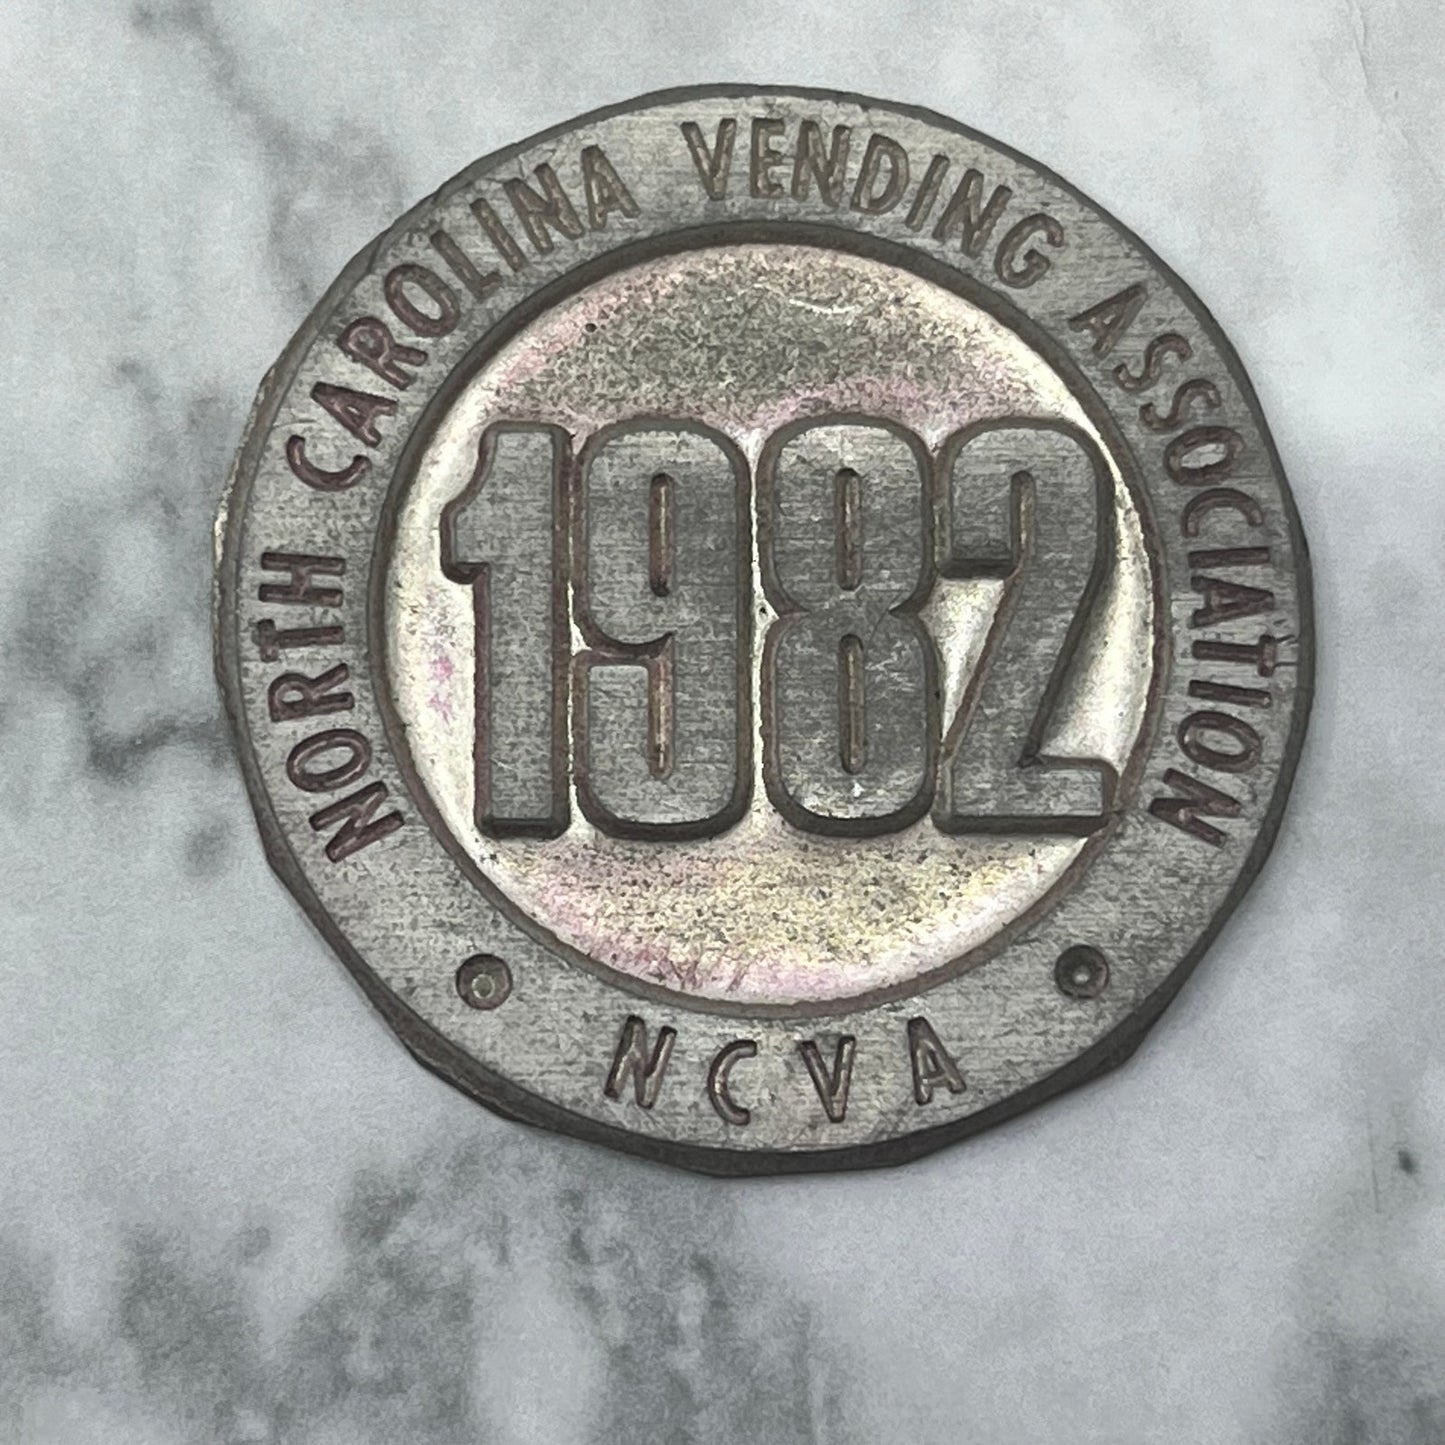 NORTH CAROLINA VENDING ASSOCIATION
1982
NCVA